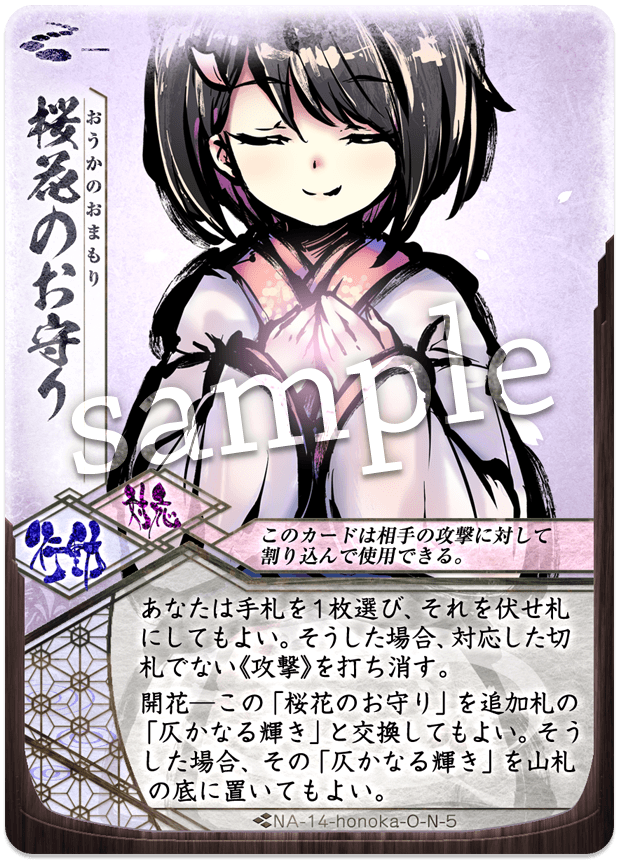 桜花のお守り
おうかのおまもり
sample
対応
行動
このカードは相手の攻撃に対して
割り込んで使用できる。
あなたは手札を1枚選び、それを伏せ札
にしてもよい。そうした場合、対応した切
札でない《攻撃》を打ち消す。
開花―この「桜花のお守り」を追加札の
「仄かなる輝き」と交換してもよい。そう
した場合、その「仄かなる輝き」を山札
の底に置いてもよい。
NA-14-honoka-O-N-5